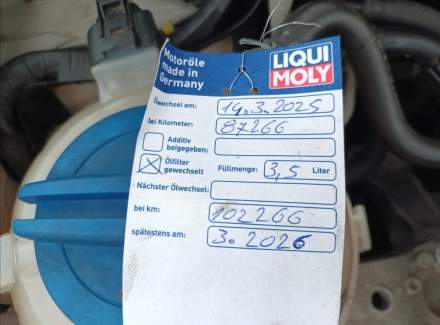 Motoröle
made in
Germany
LIQUI
MOLY
Ölwechsel am: 14.3.2025
bei Kilometer: 87266
Additiv
beigegeben:
Ölfilter
gewechselt Füllmenge: 3,5 Liter
Nächster Ölwechsel:
bei km: 102266
spätestens am: 3.2026